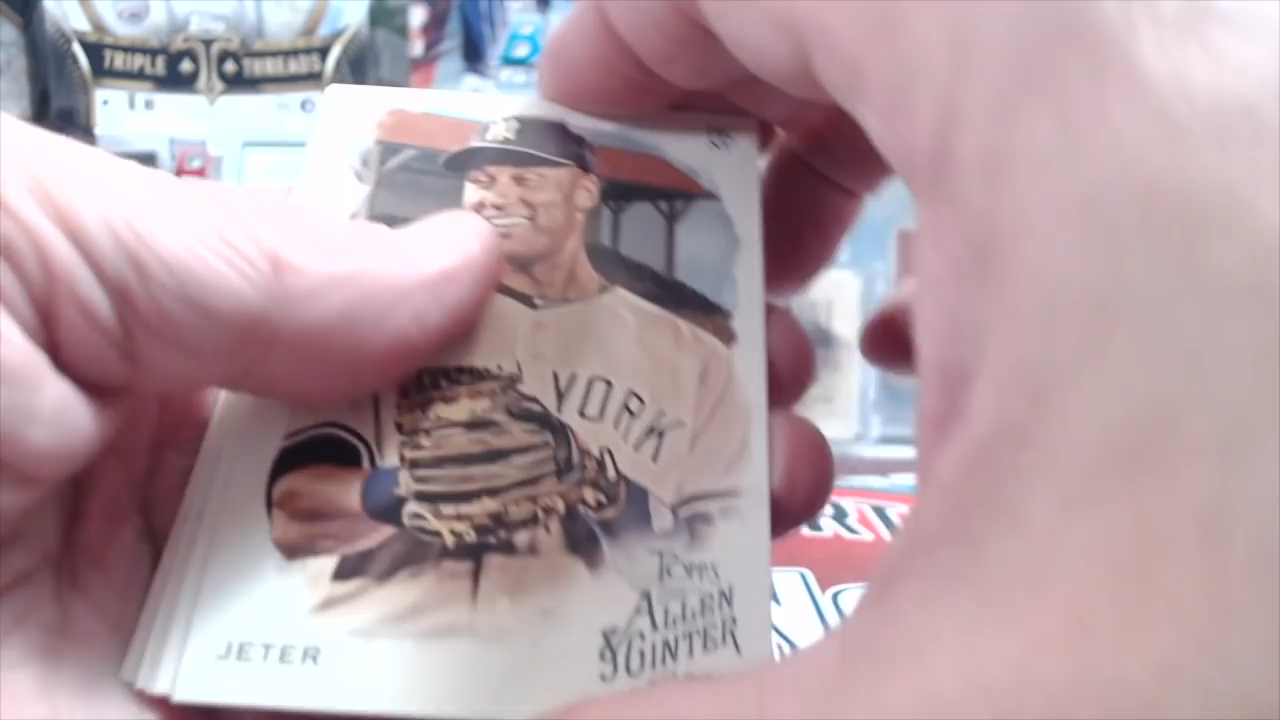 TRIPLE THREADS
B
YORK
TOPPS
ALLEN
& GINTER
JETER